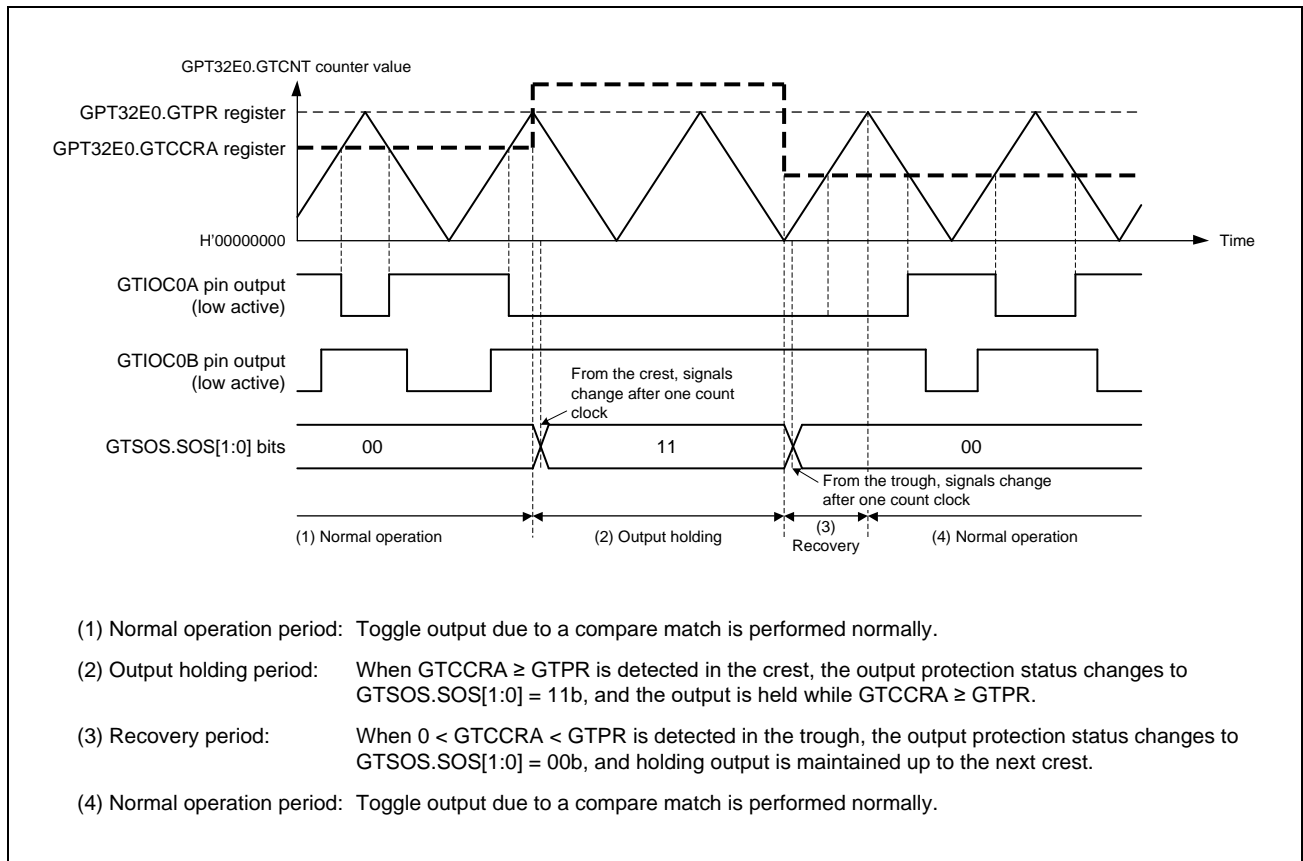 GPT32E0.GTCNT counter value
GPT32E0.GTPR register
GPT32E0.GTCCRA register
H'00000000
Time
GTIOC0A pin output
(low active)
GTIOC0B pin output
(low active)
From the crest, signals
change after one count
clock
GTSOS.SOS[1:0] bits
00
11
00
From the trough, signals change
after one count clock
(1) Normal operation
(2) Output holding
(3)
Recovery
(4) Normal operation
(1) Normal operation period: Toggle output due to a compare match is performed normally.
(2) Output holding period: When GTCCRA ≥ GTPR is detected in the crest, the output protection status changes to
GTSOS.SOS[1:0] = 11b, and the output is held while GTCCRA ≥ GTPR.
(3) Recovery period: When 0 < GTCCRA < GTPR is detected in the trough, the output protection status changes to
GTSOS.SOS[1:0] = 00b, and holding output is maintained up to the next crest.
(4) Normal operation period: Toggle output due to a compare match is performed normally.